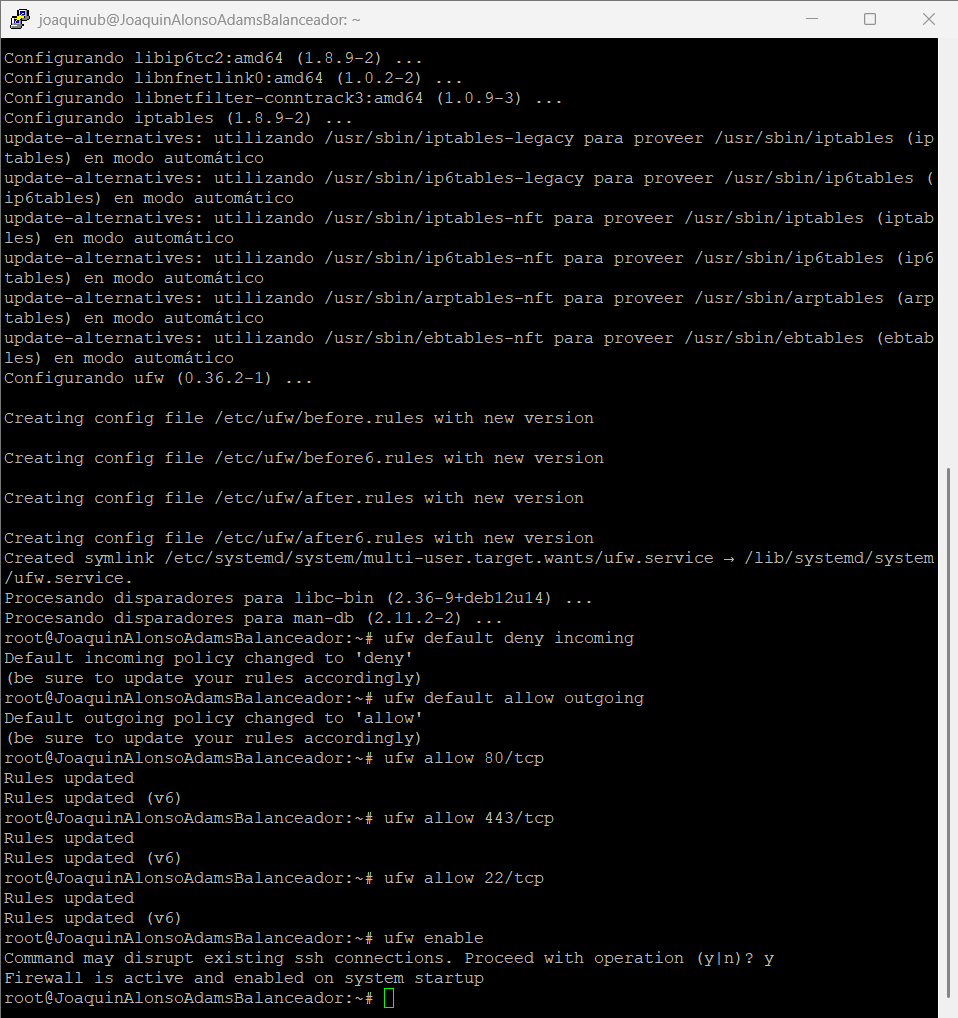 joaquinub@JoaquinAlonsoAdamsBalanceador: ~
Configurando libip6tc2:amd64 (1.8.9-2) ...
Configurando libnfnetlink0:amd64 (1.0.2-2) ...
Configurando libnetfilter-conntrack3:amd64 (1.0.9-3) ...
Configurando iptables (1.8.9-2) ...
update-alternatives: utilizando /usr/sbin/iptables-legacy para proveer /usr/sbin/iptables (ip
tables) en modo automático
update-alternatives: utilizando /usr/sbin/ip6tables-legacy para proveer /usr/sbin/ip6tables (
ip6tables) en modo automático
update-alternatives: utilizando /usr/sbin/iptables-nft para proveer /usr/sbin/iptables (iptab
les) en modo automático
update-alternatives: utilizando /usr/sbin/ip6tables-nft para proveer /usr/sbin/ip6tables (ip6
tables) en modo automático
update-alternatives: utilizando /usr/sbin/arptables-nft para proveer /usr/sbin/arptables (arp
tables) en modo automático
update-alternatives: utilizando /usr/sbin/ebtables-nft para proveer /usr/sbin/ebtables (ebtab
les) en modo automático
Configurando ufw (0.36.2-1) ...
Creating config file /etc/ufw/before.rules with new version
Creating config file /etc/ufw/before6.rules with new version
Creating config file /etc/ufw/after.rules with new version
Creating config file /etc/ufw/after6.rules with new version
Created symlink /etc/systemd/system/multi-user.target.wants/ufw.service → /lib/systemd/system
/ufw.service.
Procesando disparadores para libc-bin (2.36-9+deb12u14) ...
Procesando disparadores para man-db (2.11.2-2) ...
root@JoaquinAlonsoAdamsBalanceador:~# ufw default deny incoming
Default incoming policy changed to 'deny'
(be sure to update your rules accordingly)
root@JoaquinAlonsoAdamsBalanceador:~# ufw default allow outgoing
Default outgoing policy changed to 'allow'
(be sure to update your rules accordingly)
root@JoaquinAlonsoAdamsBalanceador:~# ufw allow 80/tcp
Rules updated
Rules updated (v6)
root@JoaquinAlonsoAdamsBalanceador:~# ufw allow 443/tcp
Rules updated
Rules updated (v6)
root@JoaquinAlonsoAdamsBalanceador:~# ufw allow 22/tcp
Rules updated
Rules updated (v6)
root@JoaquinAlonsoAdamsBalanceador:~# ufw enable
Command may disrupt existing ssh connections. Proceed with operation (y|n)? y
Firewall is active and enabled on system startup
root@JoaquinAlonsoAdamsBalanceador:~#